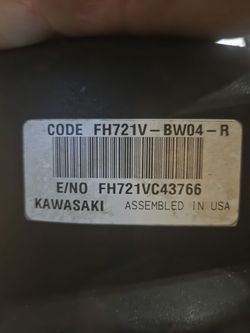 CODE FH721V-BW04-R
E/NO FH721VC43766
KAWASAKI ASSEMBLED IN USA